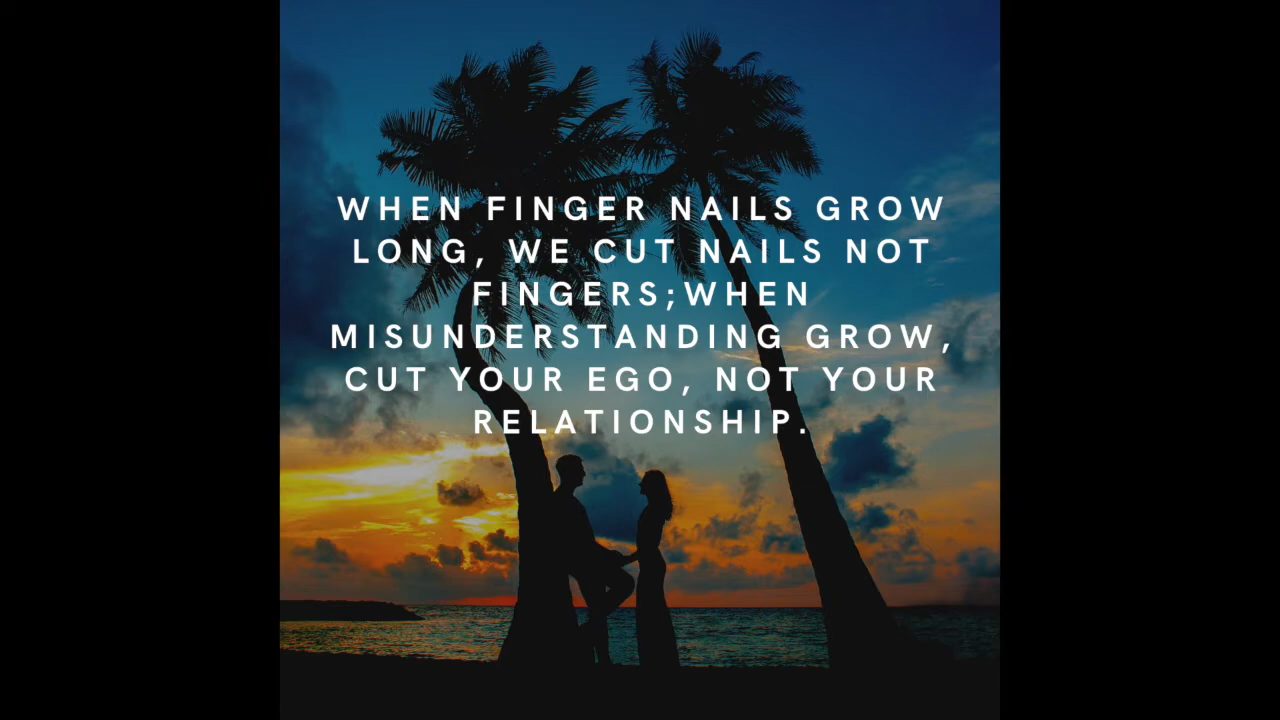 WHEN FINGER NAILS GROW
LONG, WE CUT NAILS NOT
FINGERS;WHEN
MISUNDERSTANDING GROW,
CUT YOUR EGO, NOT YOUR
RELATIONSHIP.